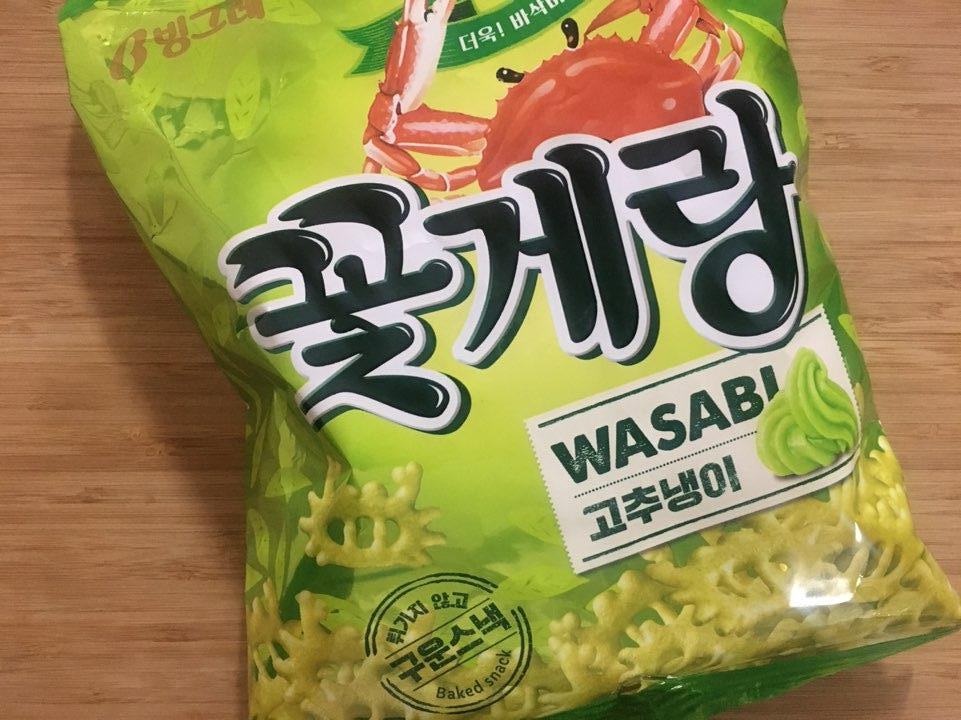 빙그레
더욱! 바삭
꽃게랑
WASABI
고추냉이
튀기지 않고
구운스낵
Baked snack